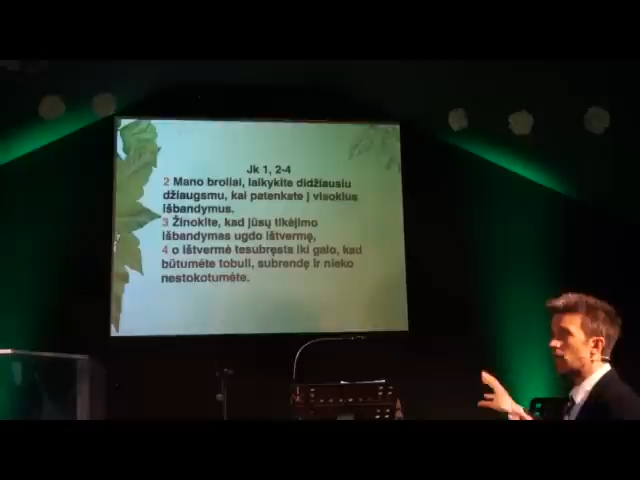 Jk 1, 2-4
2 Mano broliai, laikykite didžiausiu
džiaugsmu, kai patenkate į visokius
išbandymus.
3 Žinokite, kad jūsų tikėjimo
išbandymas ugdo ištvermę,
4 o ištvermė tesubręsta iki galo, kad
būtumėte tobuli, subrendę ir nieko
nestokotumėte.